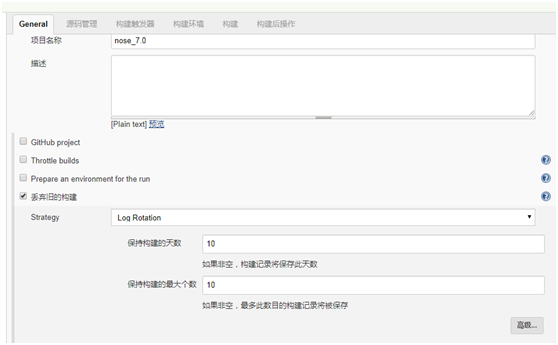 General 源码管理 构建触发器 构建环境 构建 构建后操作
项目名称 nose_7.0
描述
[Plain text] 预览
GitHub project
Throttle builds
Prepare an environment for the run
丢弃旧的构建
Strategy Log Rotation
保持构建的天数 10
如果非空，构建记录将保存此天数
保持构建的最大个数 10
如果非空，最多此数目的构建记录将被保存
高级...